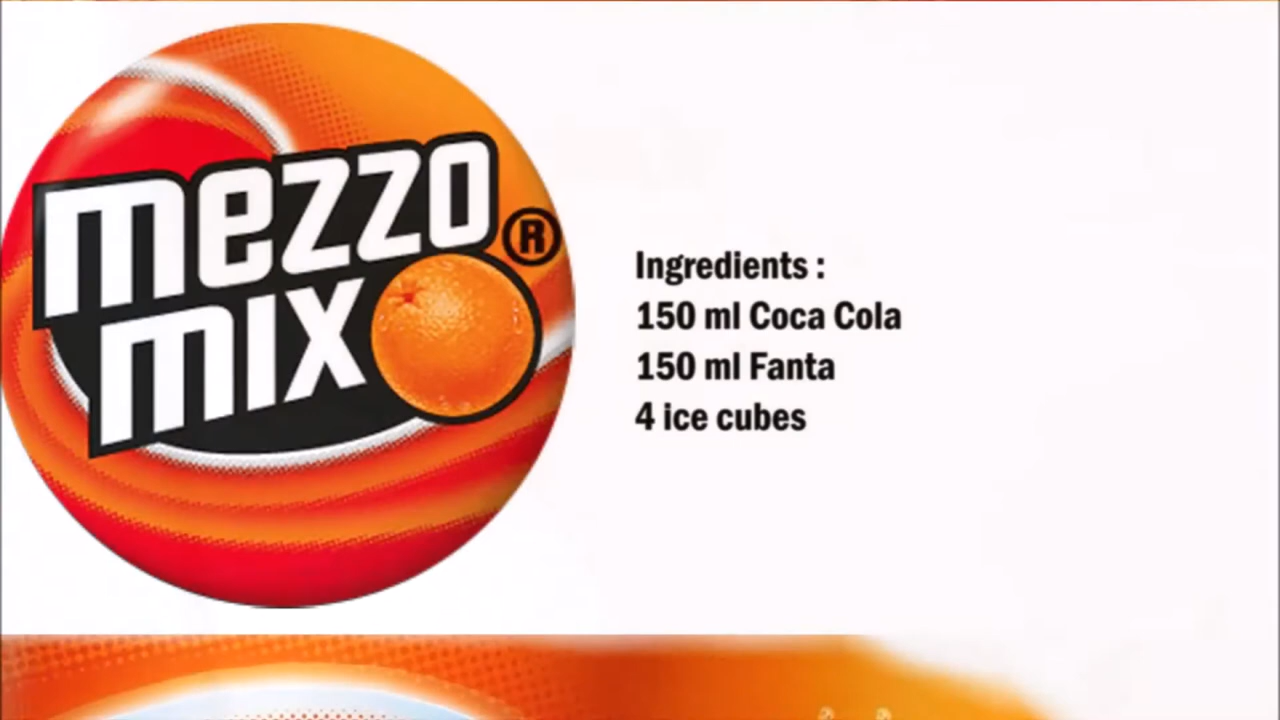 mezzo
mix
®
Ingredients :
150 ml Coca Cola
150 ml Fanta
4 ice cubes